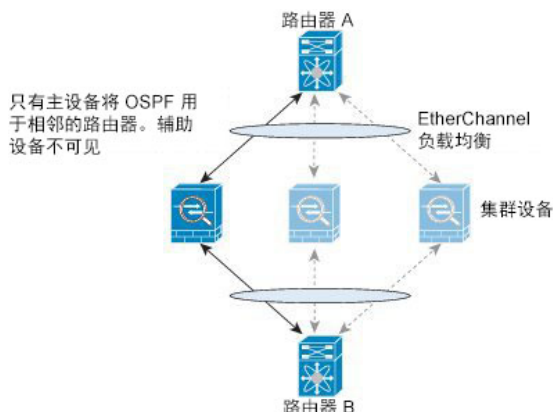 路由器 A
只有主设备将 OSPF 用
于相邻的路由器。辅助
设备不可见
EtherChannel
负载均衡
集群设备
路由器 B